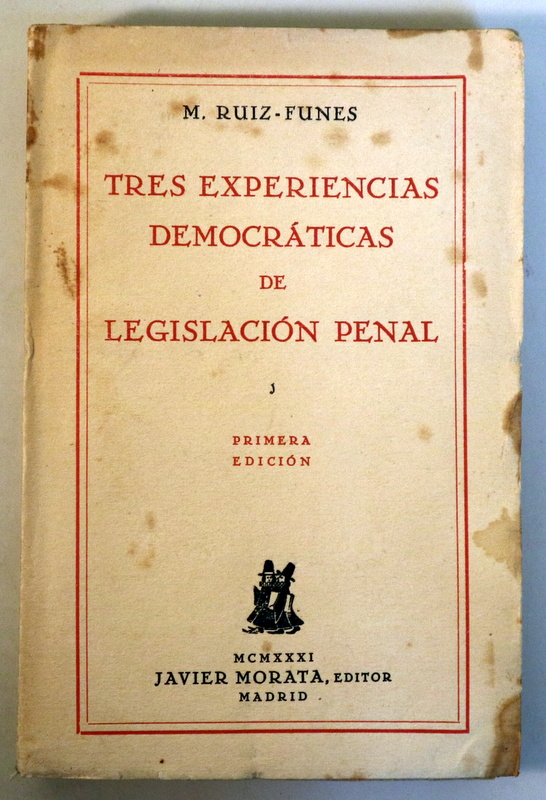 M. RUIZ-FUNES
TRES EXPERIENCIAS
DEMOCRÁTICAS
DE
LEGISLACIÓN PENAL
PRIMERA
EDICIÓN
MCMXXXI
JAVIER MORATA, EDITOR
MADRID